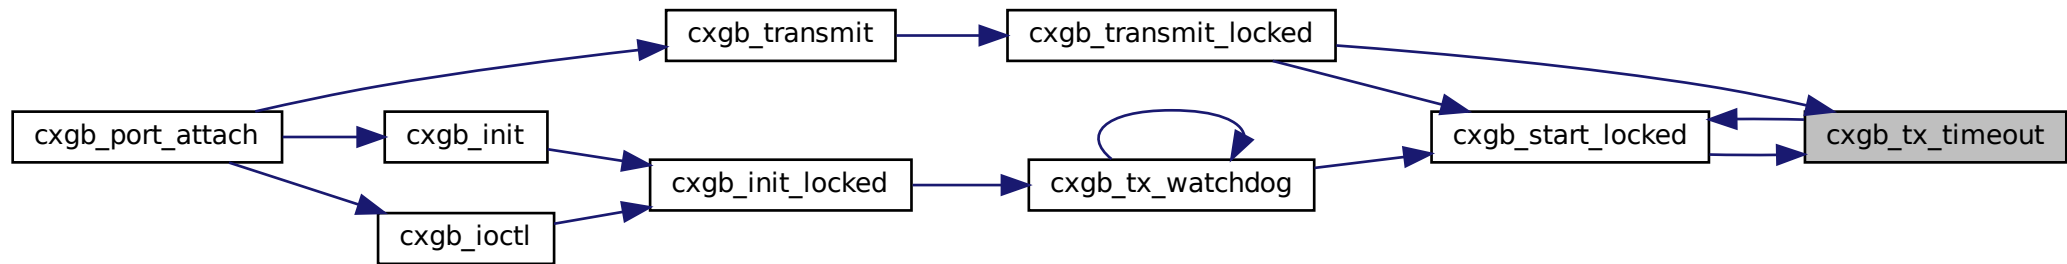 cxgb_transmit
cxgb_transmit_locked
cxgb_port_attach
cxgb_init
cxgb_start_locked
cxgb_tx_timeout
cxgb_init_locked
cxgb_tx_watchdog
cxgb_ioctl